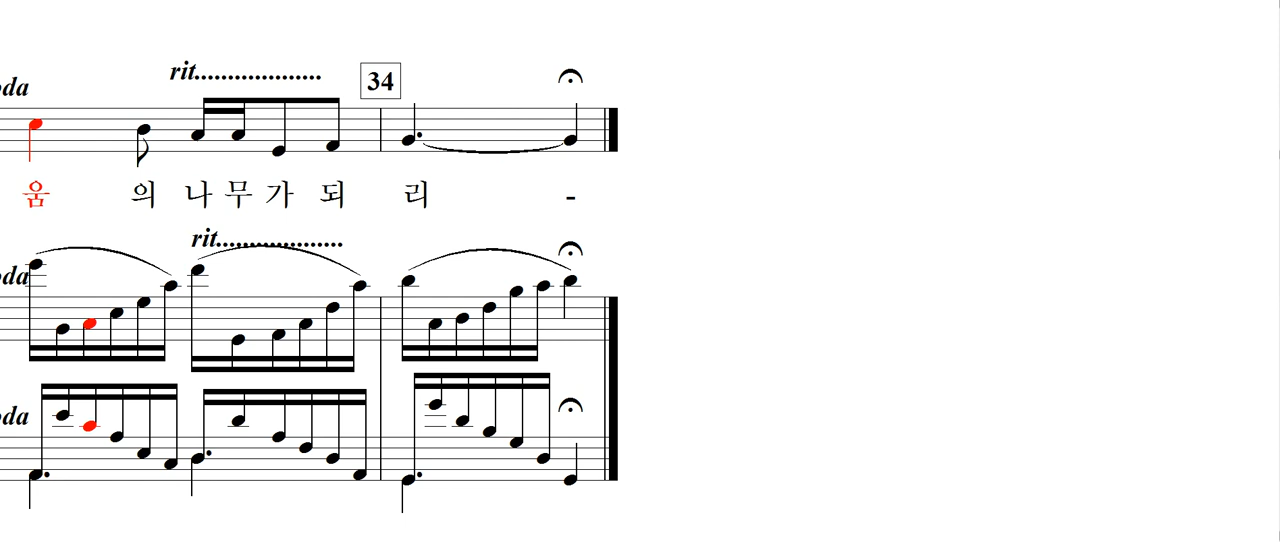 oda
rit...................
34
움 의 나 무 가 되 리 -
rit...................
oda
oda